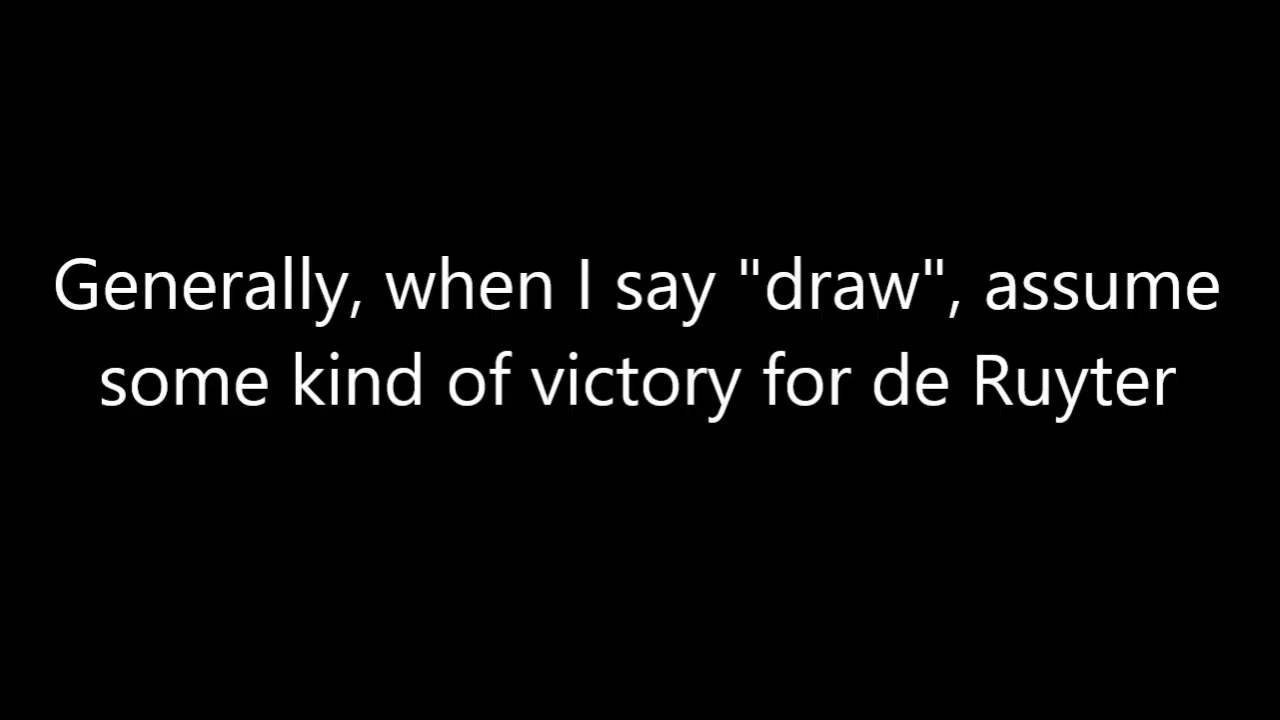 Generally, when I say "draw", assume
some kind of victory for de Ruyter